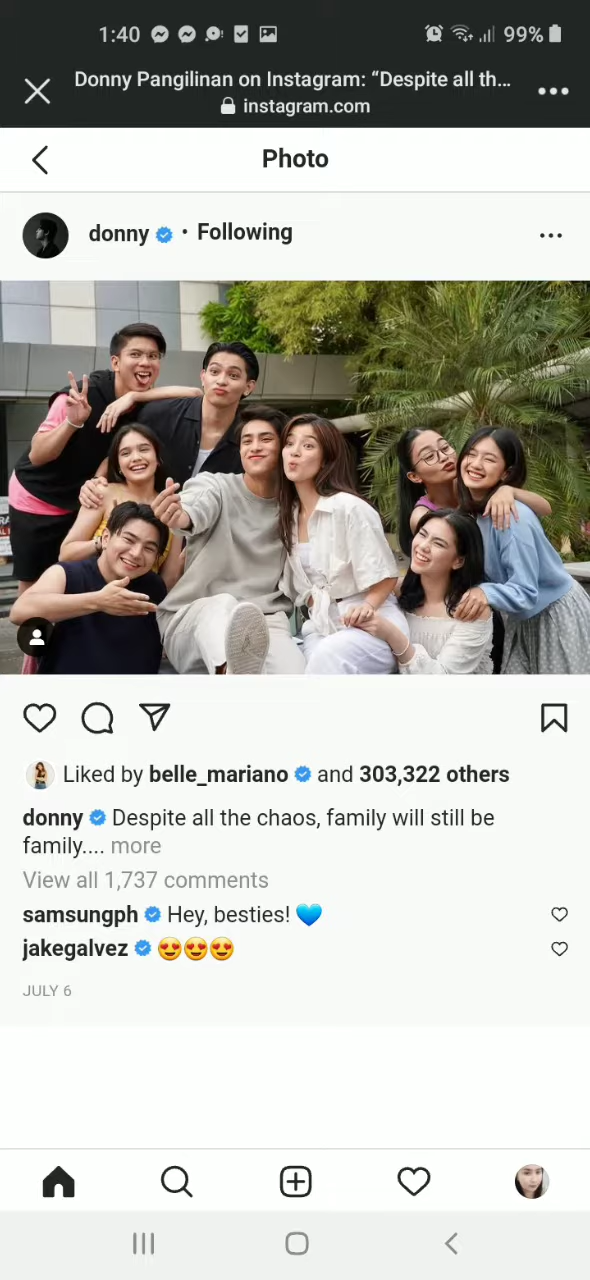 1:40
99%
Donny Pangilinan on Instagram: “Despite all th...
instagram.com
Photo
donny • Following
Liked by belle_mariano and 303,322 others
donny Despite all the chaos, family will still be
family.... more
View all 1,737 comments
samsungph Hey, besties! 💙
jakegalvez 😍😍😍
JULY 6